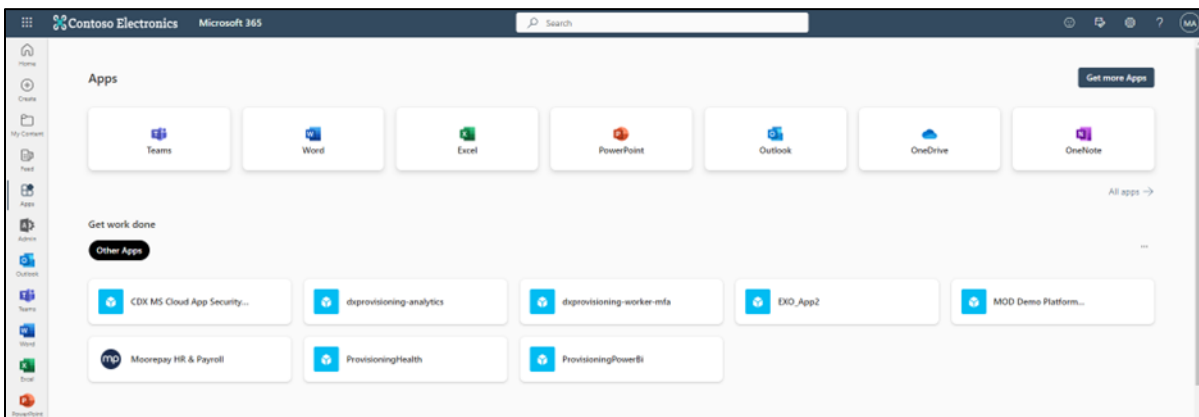 Contoso Electronics Microsoft 365 Search ? MA
Home
Create
My Content
Feed
Apps
Admin
Outlook
Teams
Word
Excel
PowerPoint
Apps Get more Apps
Teams Word Excel PowerPoint Outlook OneDrive OneNote
All apps →
Get work done
Other Apps ...
CDX MS Cloud App Security... dxprovisioning-analytics dxprovisioning-worker-mfa EXO_App2 MOD Demo Platform...
mp Moorepay HR & Payroll ProvisioningHealth ProvisioningPowerBi